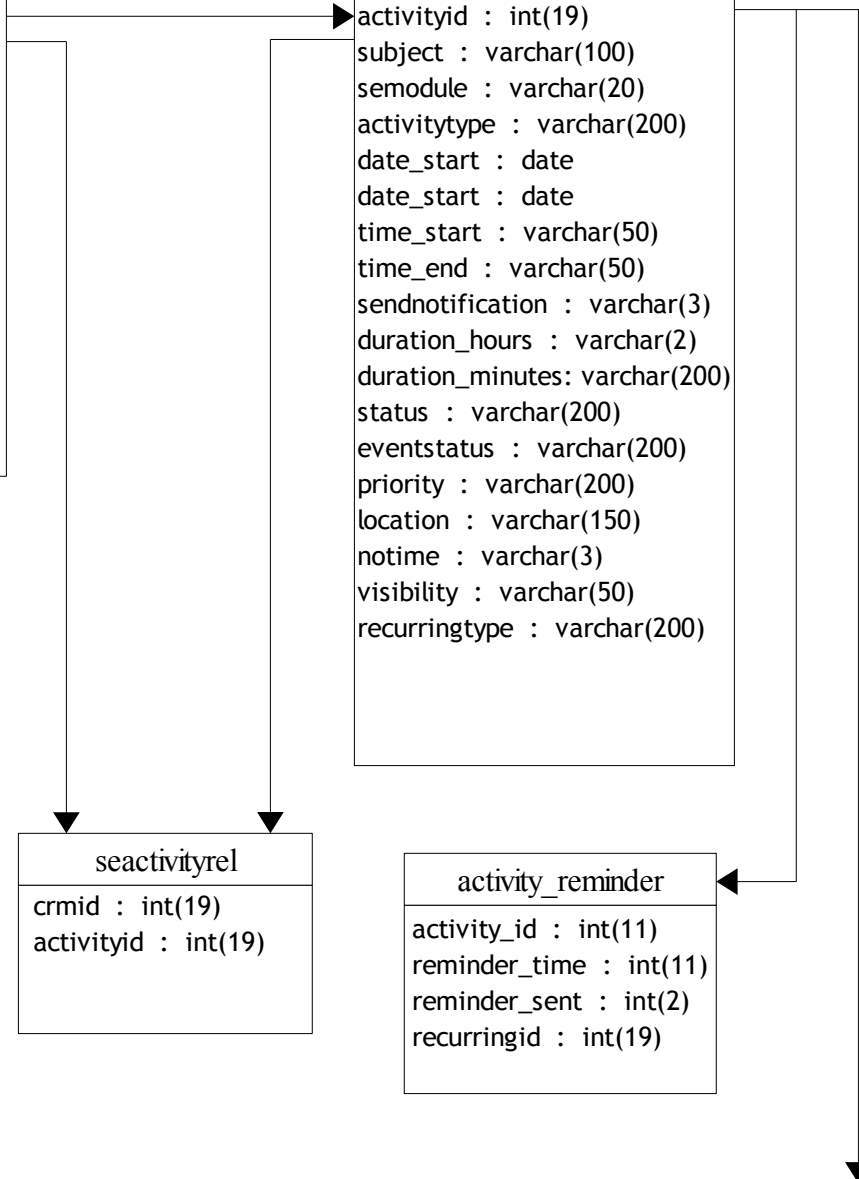 activityid : int(19)
subject : varchar(100)
semodule : varchar(20)
activitytype : varchar(200)
date_start : date
date_start : date
time_start : varchar(50)
time_end : varchar(50)
sendnotification : varchar(3)
duration_hours : varchar(2)
duration_minutes: varchar(200)
status : varchar(200)
eventstatus : varchar(200)
priority : varchar(200)
location : varchar(150)
notime : varchar(3)
visibility : varchar(50)
recurringtype : varchar(200)
seactivityrel
crmid : int(19)
activityid : int(19)
activity_reminder
activity_id : int(11)
reminder_time : int(11)
reminder_sent : int(2)
recurringid : int(19)